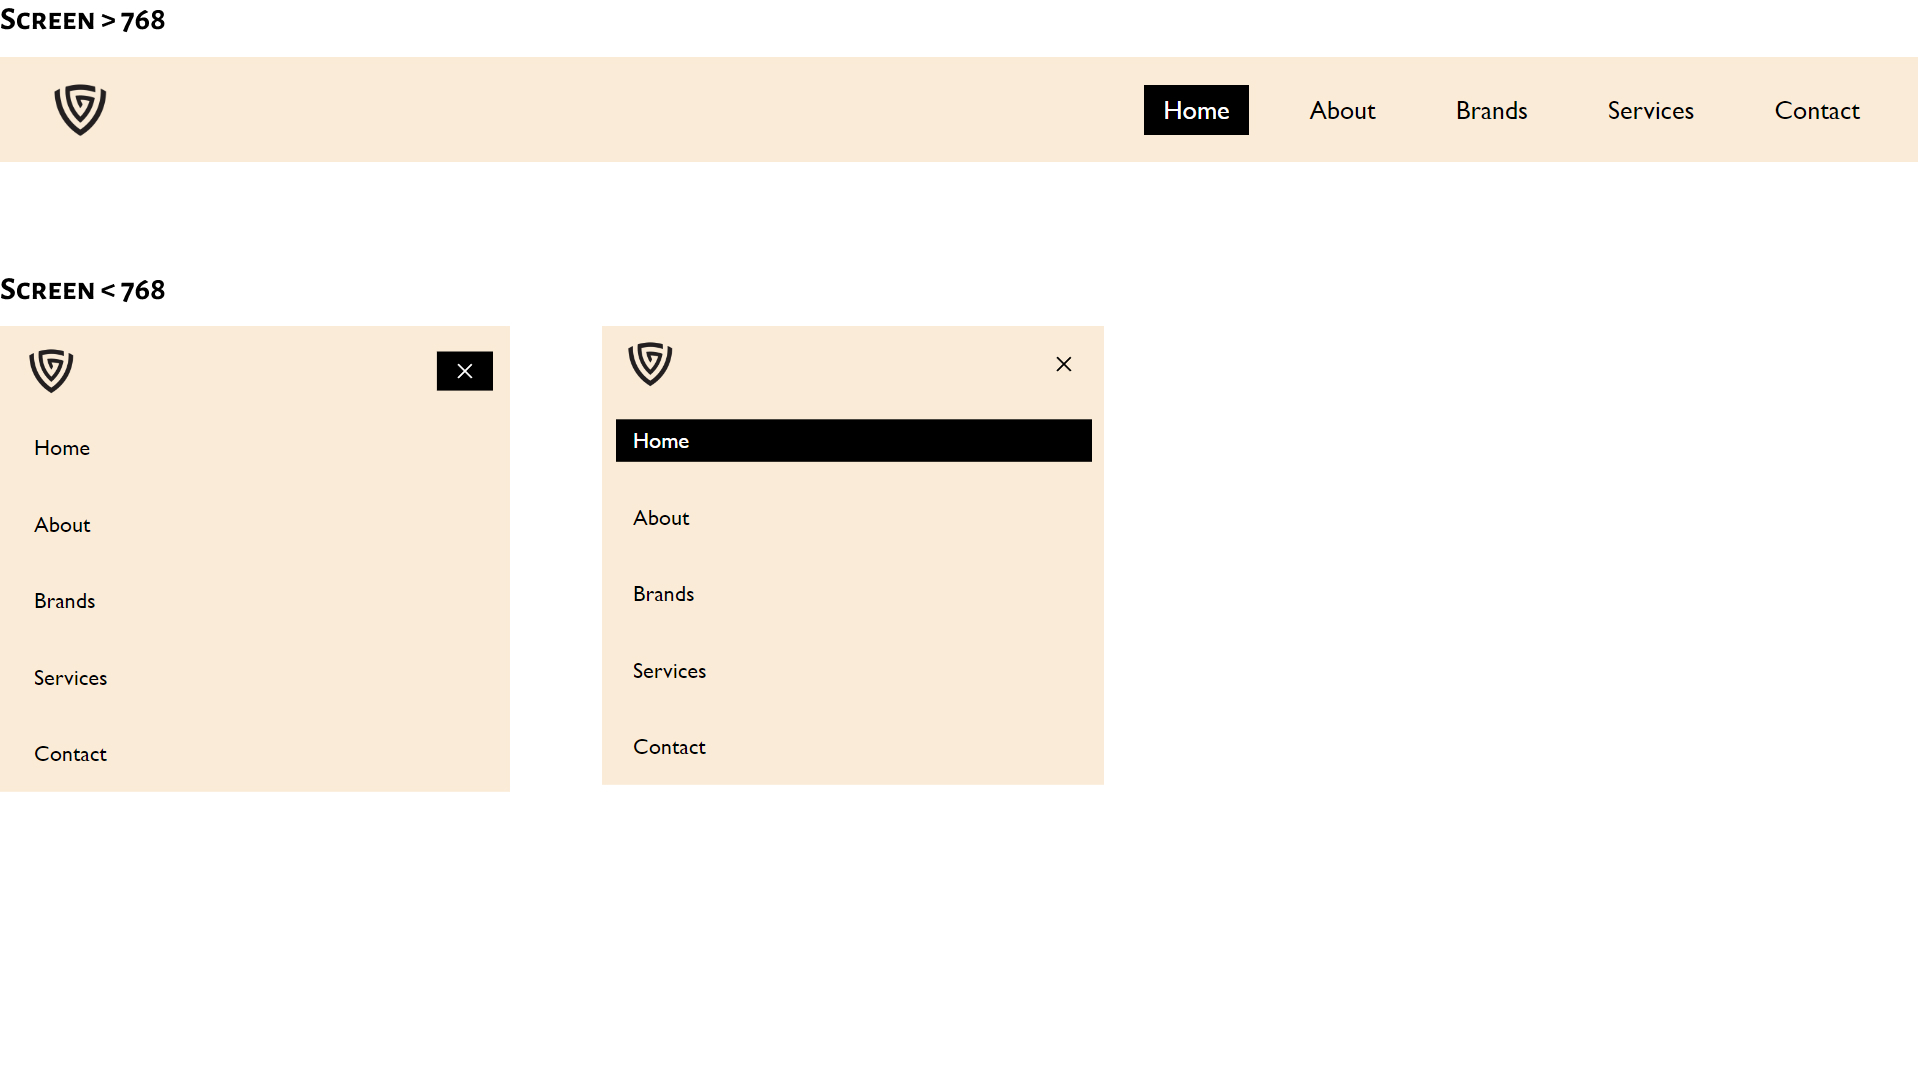 Screen > 768
Home About Brands Services Contact
Screen < 768
Home
About
Brands
Services
Contact
Home
About
Brands
Services
Contact